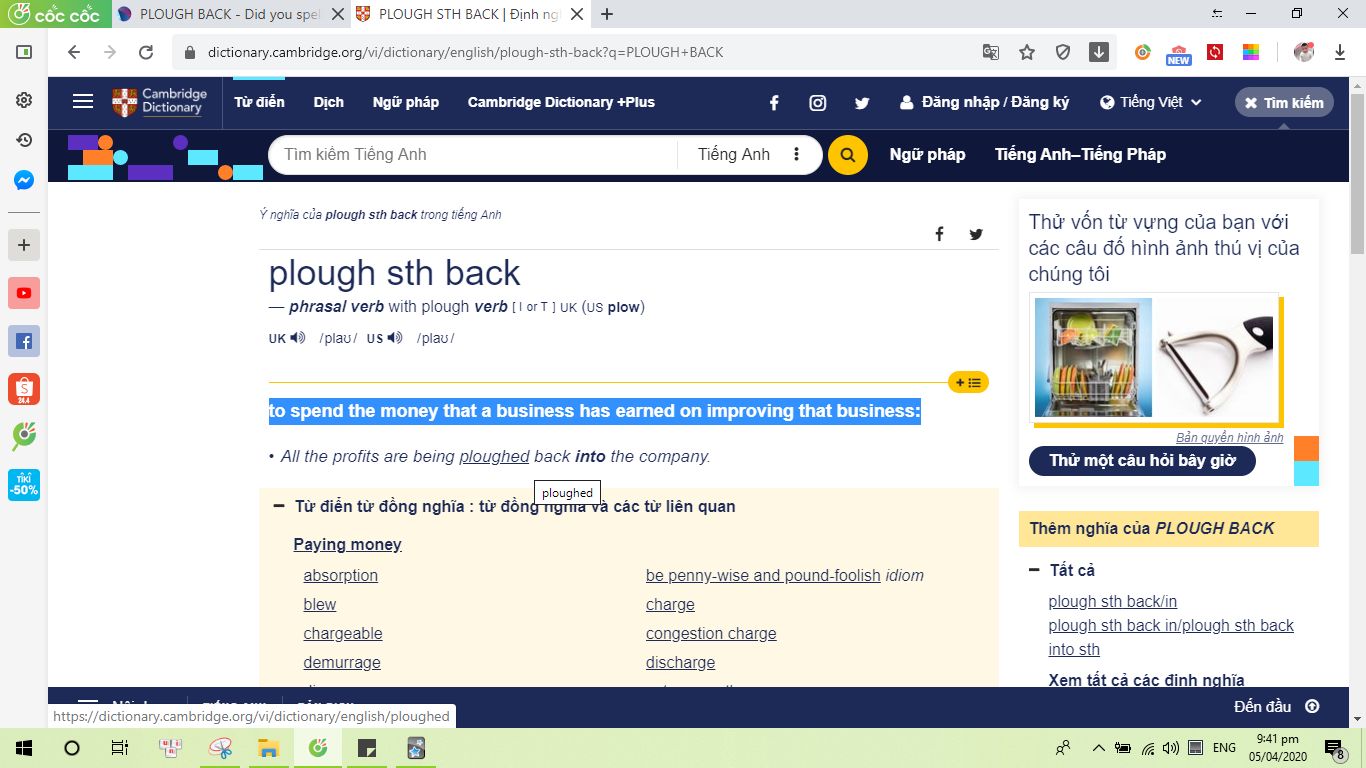 cốc cốc
PLOUGH BACK - Did you spel
PLOUGH STH BACK | Định ngh
dictionary.cambridge.org/vi/dictionary/english/plough-sth-back?q=PLOUGH+BACK
NEW
Cambridge
Dictionary
Từ điển Dịch Ngữ pháp Cambridge Dictionary +Plus
Đăng nhập / Đăng ký
Tiếng Việt
Tìm kiếm
Tìm kiếm Tiếng Anh
Tiếng Anh
Ngữ pháp Tiếng Anh–Tiếng Pháp
Ý nghĩa của plough sth back trong tiếng Anh
plough sth back
— phrasal verb with plough verb [ I or T ] UK (US plow)
UK /plaʊ/ US /plaʊ/
to spend the money that a business has earned on improving that business:
• All the profits are being ploughed back into the company.
ploughed
Từ điển từ đồng nghĩa : từ đồng nghĩa và các từ liên quan
Paying money
absorption
be penny-wise and pound-foolish idiom
blew
charge
chargeable
congestion charge
demurrage
discharge
Thử vốn từ vựng của bạn với
các câu đố hình ảnh thú vị của
chúng tôi
Bản quyền hình ảnh
Thử một câu hỏi bây giờ
Thêm nghĩa của PLOUGH BACK
Tất cả
plough sth back/in
plough sth back in/plough sth back
into sth
Xem tất cả các định nghĩa
Đến đầu
S
24.4
TIKI
-50%
https://dictionary.cambridge.org/vi/dictionary/english/ploughed
ENG
9:41 pm
05/04/2020
8